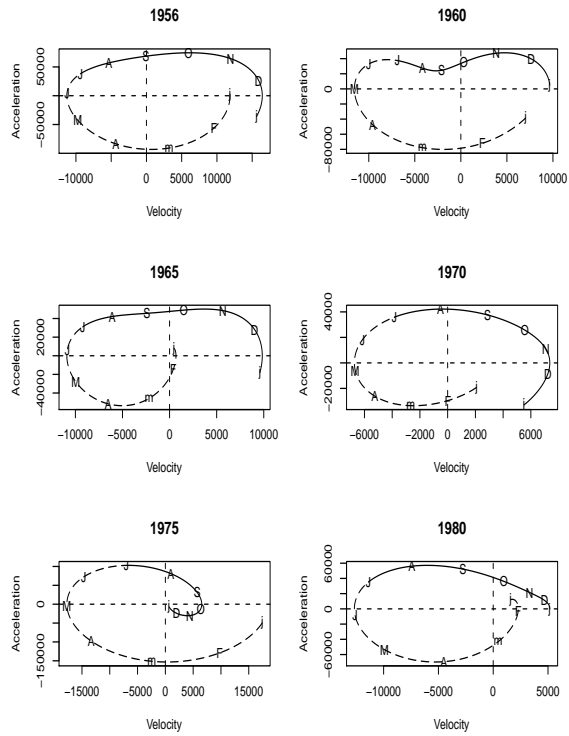 1956
Acceleration
50000
−50000
J A S O N D j
J M A m F j
−10000 0 5000 10000
Velocity
1960
Acceleration
0
−80000
J J A S O N D j
M A m F j
−10000 −5000 0 5000 10000
Velocity
1965
Acceleration
20000
−40000
J A S O N D j
J M A m F j
−10000 −5000 0 5000 10000
Velocity
1970
Acceleration
40000
−20000
J J A S O N D j
M A m F j
−6000 −2000 0 2000 6000
Velocity
1975
Acceleration
0
−150000
J J A S O N D j
M A m F j
−15000 −5000 0 5000 15000
Velocity
1980
Acceleration
60000
0
−60000
J A S O N D j
J M A m F j
−10000 −5000 0 5000
Velocity